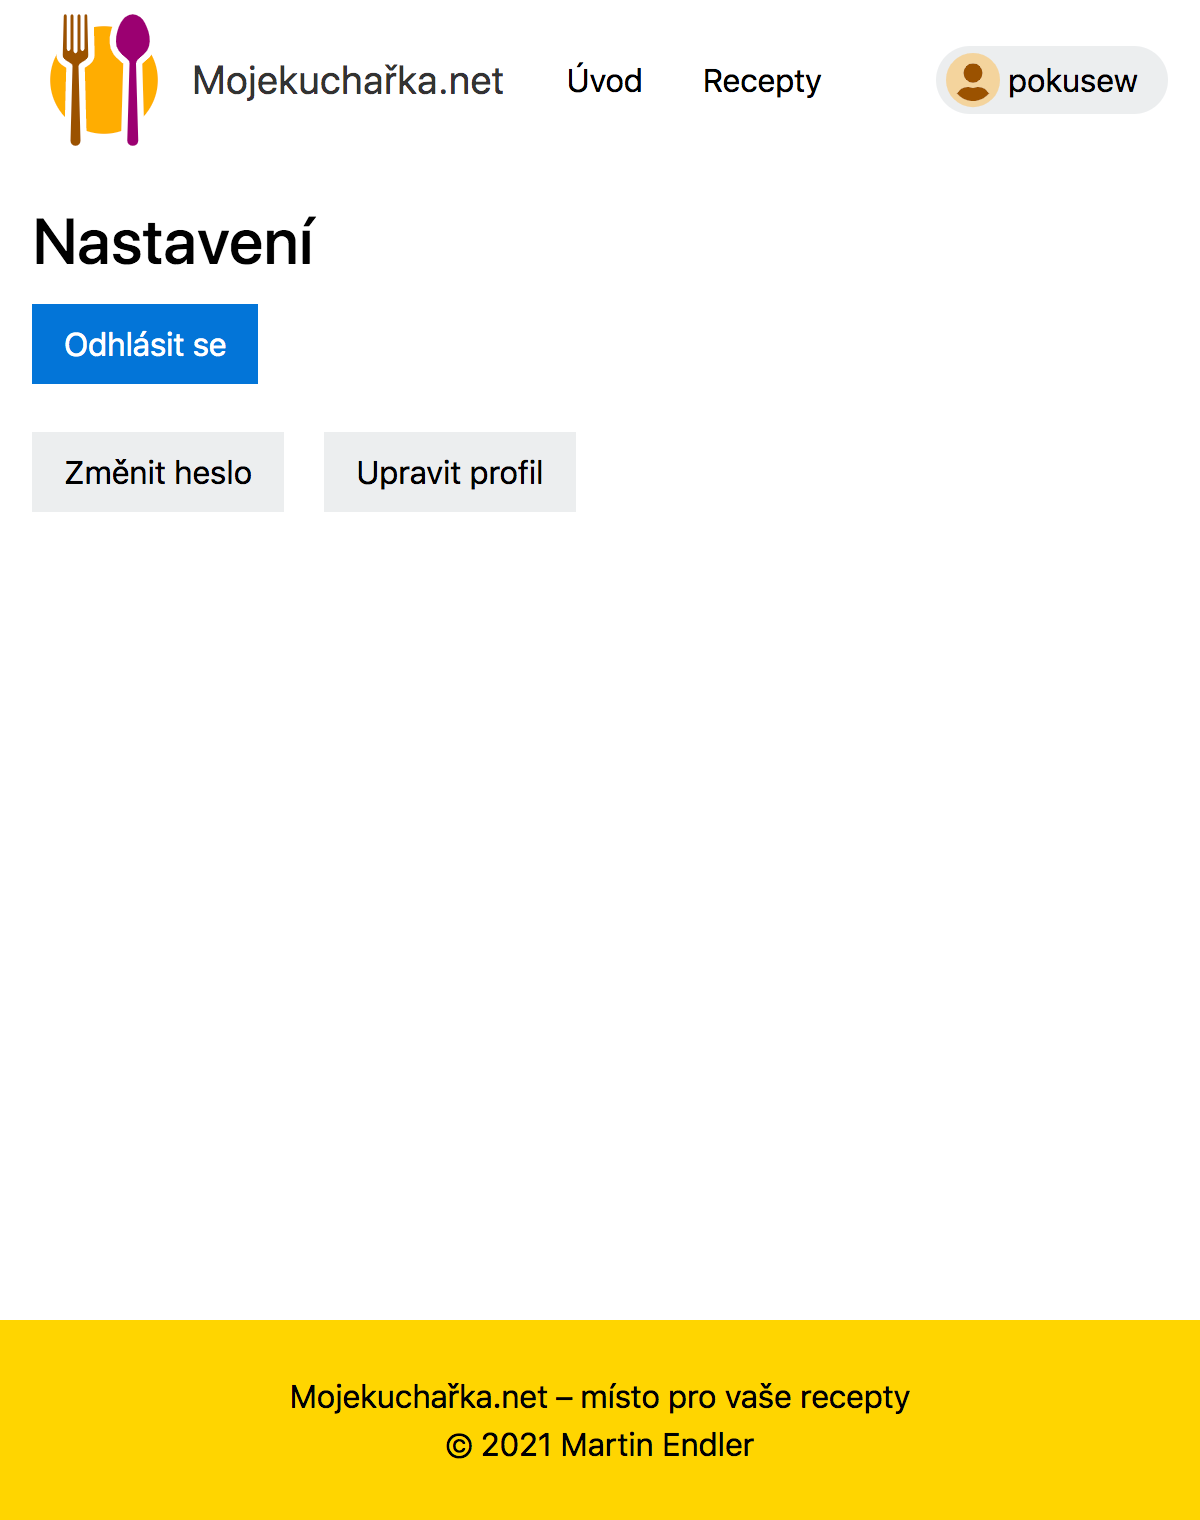 Mojekuchařka.net
Úvod
Recepty
pokusew
Nastavení
Odhlásit se
Změnit heslo
Upravit profil
Mojekuchařka.net – místo pro vaše recepty
© 2021 Martin Endler